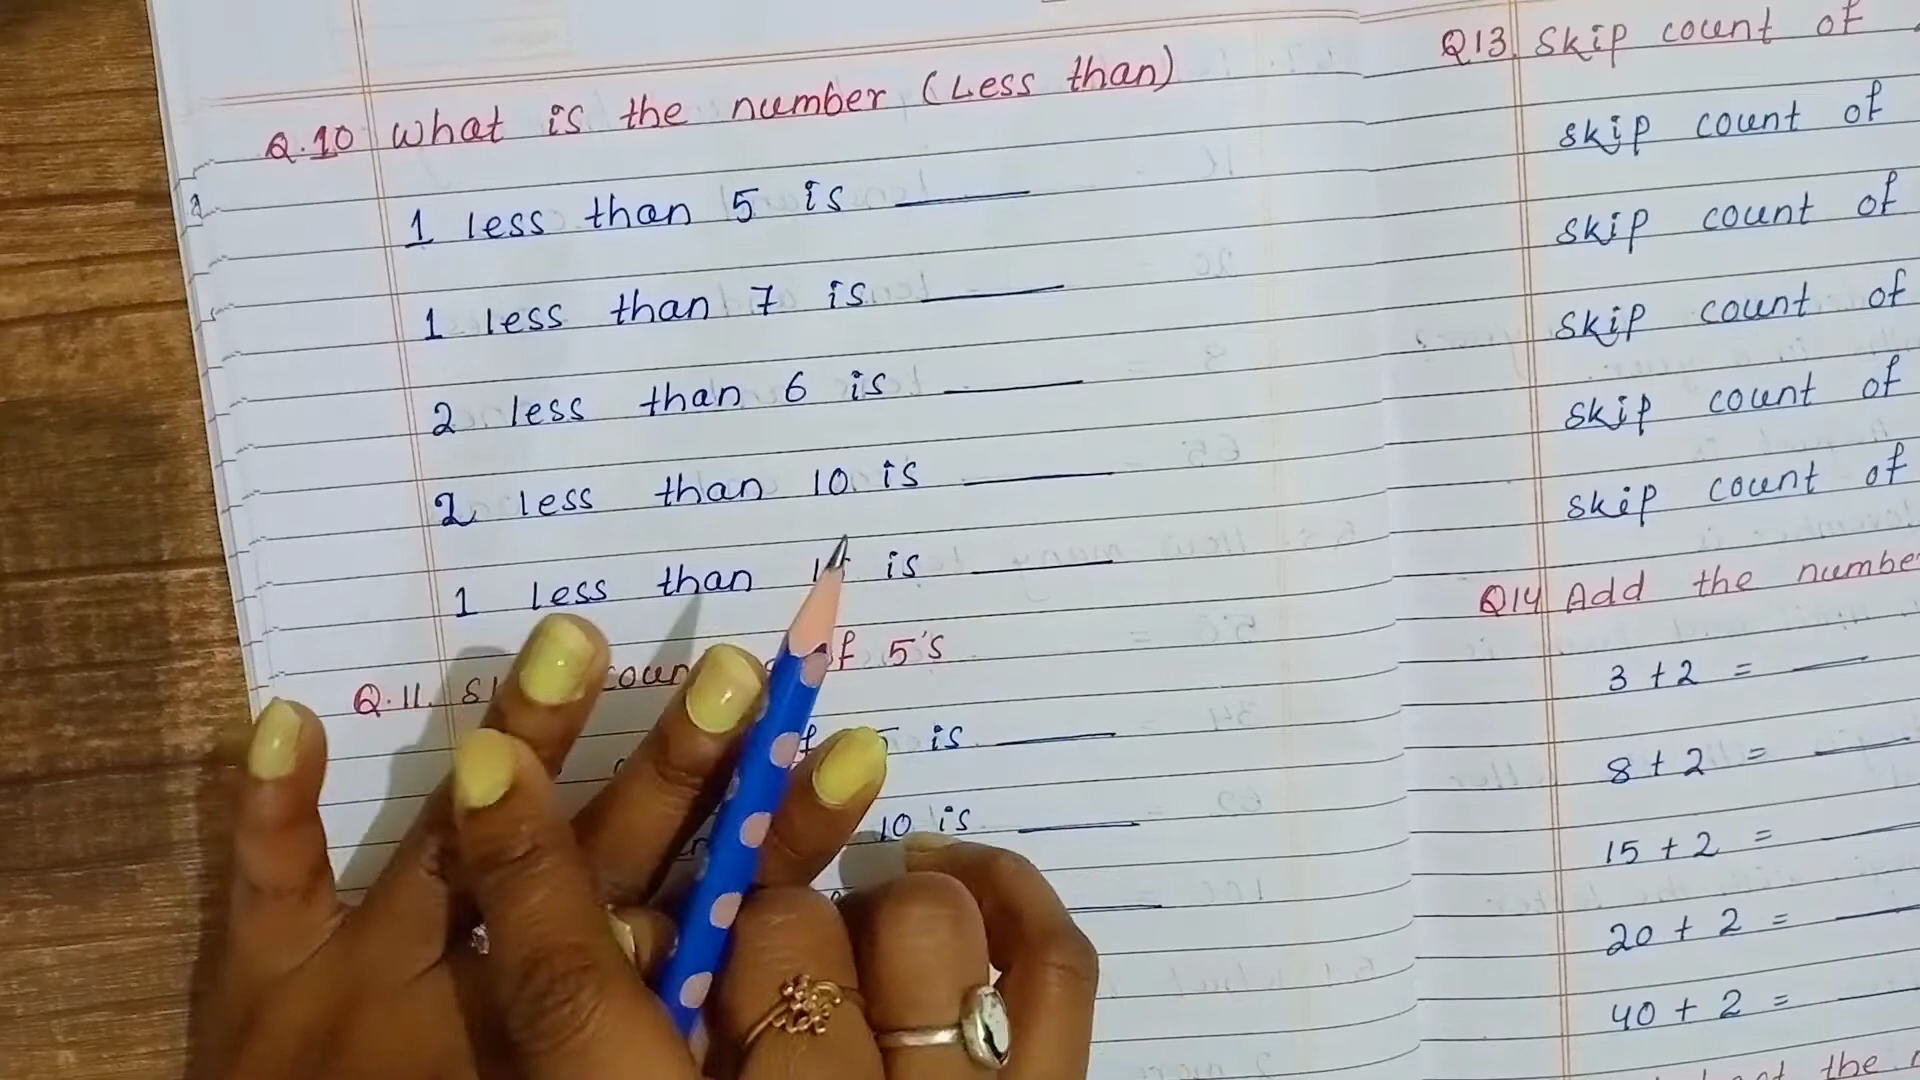 Q.10 What is the number (Less than)
1 less than 5 is
1 less than 7 is
2 less than 6 is
2 less than 10 is
1 less than is
Q.11. of 5's
is
10 is
Q13. Skip count of
skip count of
skip count of
skip count of
skip count of
skip count of
Q14 Add the
3 + 2 =
8 + 2 =
15 + 2 =
20 + 2 =
40 + 2 =
the